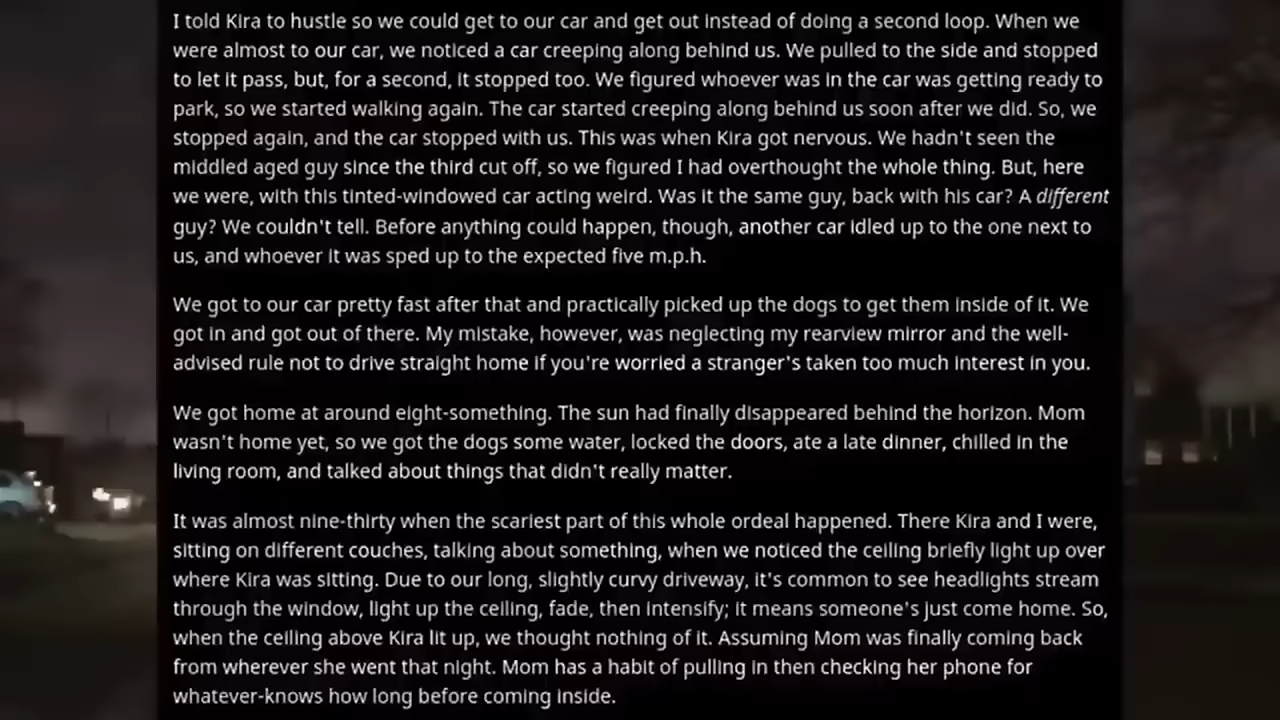 I told Kira to hustle so we could get to our car and get out instead of doing a second loop. When we
were almost to our car, we noticed a car creeping along behind us. We pulled to the side and stopped
to let it pass, but, for a second, it stopped too. We figured whoever was in the car was getting ready to
park, so we started walking again. The car started creeping along behind us soon after we did. So, we
stopped again, and the car stopped with us. This was when Kira got nervous. We hadn't seen the
middled aged guy since the third cut off, so we figured I had overthought the whole thing. But, here
we were, with this tinted-windowed car acting weird. Was it the same guy, back with his car? A different
guy? We couldn't tell. Before anything could happen, though, another car idled up to the one next to
us, and whoever it was sped up to the expected five m.p.h.
We got to our car pretty fast after that and practically picked up the dogs to get them inside of it. We
got in and got out of there. My mistake, however, was neglecting my rearview mirror and the well-
advised rule not to drive straight home if you're worried a stranger's taken too much interest in you.
We got home at around eight-something. The sun had finally disappeared behind the horizon. Mom
wasn't home yet, so we got the dogs some water, locked the doors, ate a late dinner, chilled in the
living room, and talked about things that didn't really matter.
It was almost nine-thirty when the scariest part of this whole ordeal happened. There Kira and I were,
sitting on different couches, talking about something, when we noticed the ceiling briefly light up over
where Kira was sitting. Due to our long, slightly curvy driveway, it's common to see headlights stream
through the window, light up the ceiling, fade, then intensify; it means someone's just come home. So,
when the ceiling above Kira lit up, we thought nothing of it. Assuming Mom was finally coming back
from wherever she went that night. Mom has a habit of pulling in then checking her phone for
whatever-knows how long before coming inside.